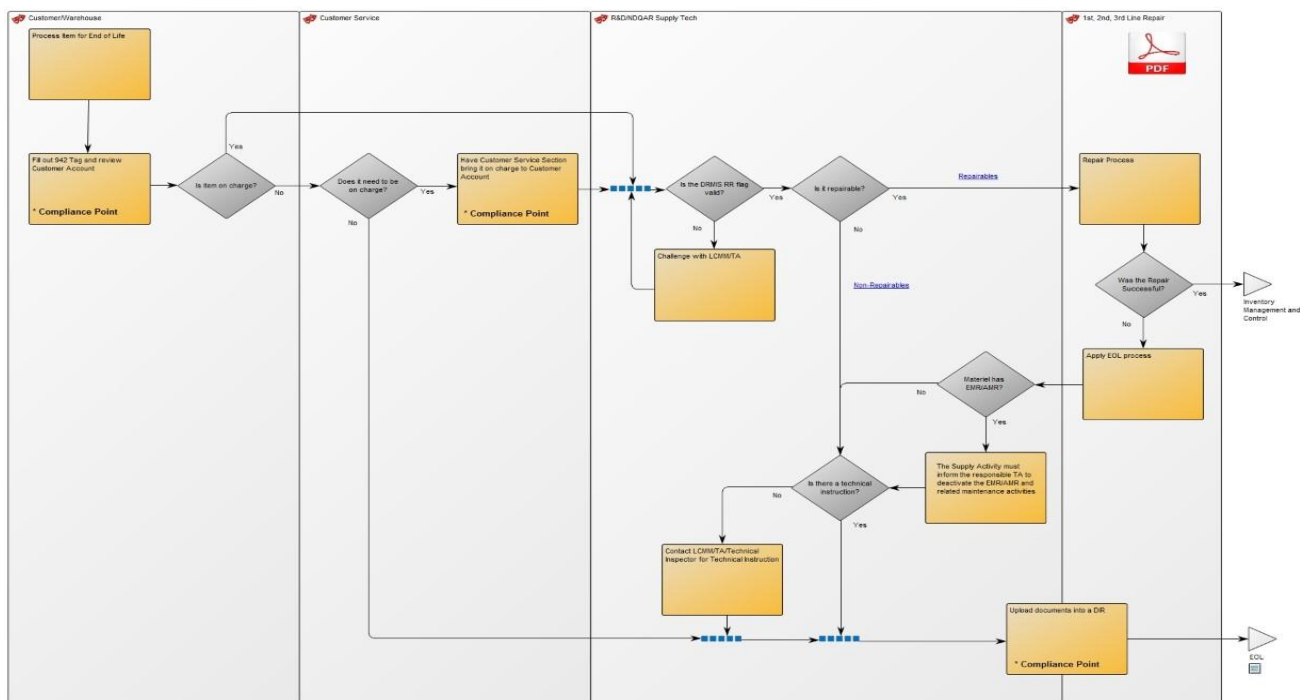 Customer/Warehouse
Customer Service
R&D/NDQAR Supply Tech
1st, 2nd, 3rd Line Repair
PDF
Process Item for End of Life
Fill out 942 Tag and review
Customer Account
* Compliance Point
Is item on charge?
Yes
No
Does it need to be
on charge?
Yes
No
Have Customer Service Section
bring it on charge to Customer
Account
* Compliance Point
Is the DRMIS RR flag
valid?
Yes
No
Challenge with LCMM/TA
Is it repairable?
Yes
No
Repairables
Non-Repairables
Repair Process
Was the Repair
Successful?
Yes
No
Inventory
Management and
Control
Apply EOL process
Materiel has
EMR/AMR?
No
Yes
The Supply Activity must
inform the responsible TA to
deactivate the EMR/AMR and
related maintenance activities
Is there a technical
instruction?
No
Yes
Contact LCMM/TA/Technical
Inspector for Technical Instruction
Upload documents into a DIR
* Compliance Point
EOL